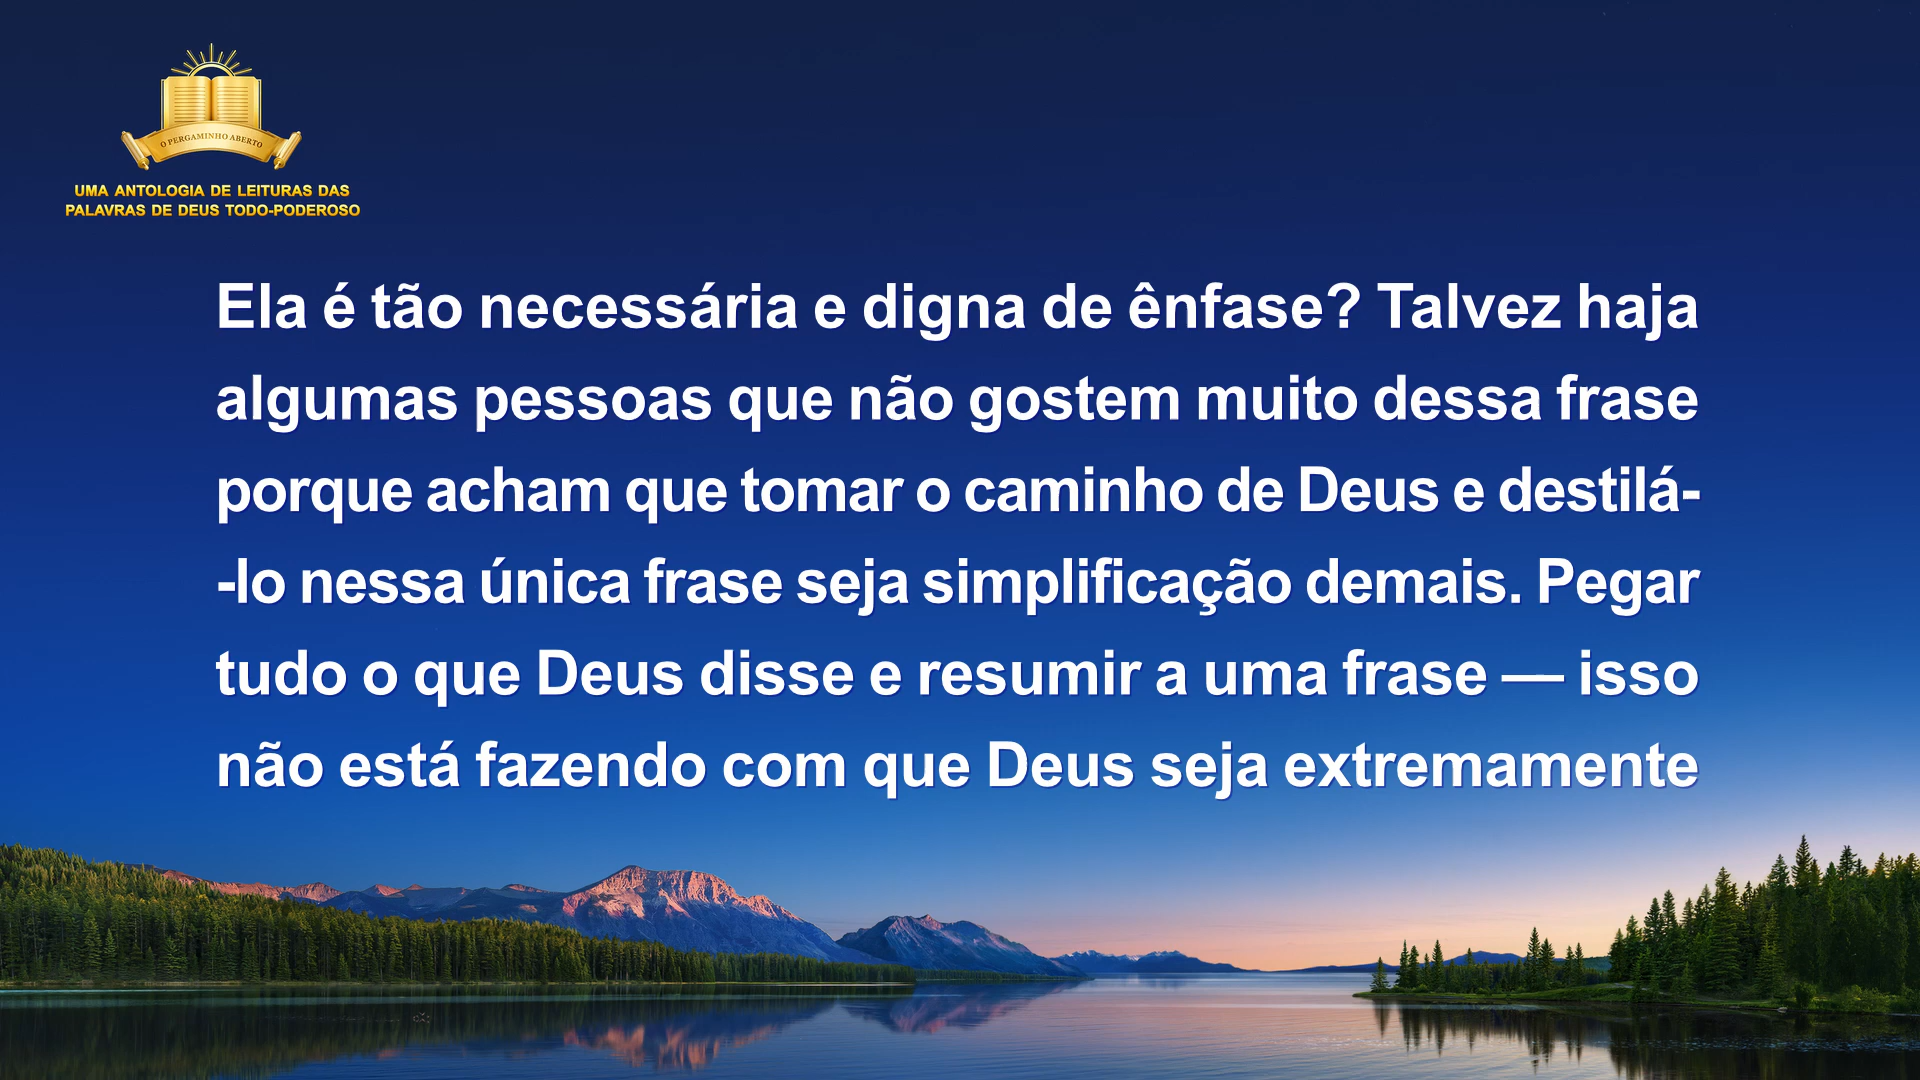 O PERGAMINHO ABERTO
UMA ANTOLOGIA DE LEITURAS DAS
PALAVRAS DE DEUS TODO-PODEROSO
Ela é tão necessária e digna de ênfase? Talvez haja
algumas pessoas que não gostem muito dessa frase
porque acham que tomar o caminho de Deus e destilá-
-lo nessa única frase seja simplificação demais. Pegar
tudo o que Deus disse e resumir a uma frase — isso
não está fazendo com que Deus seja extremamente